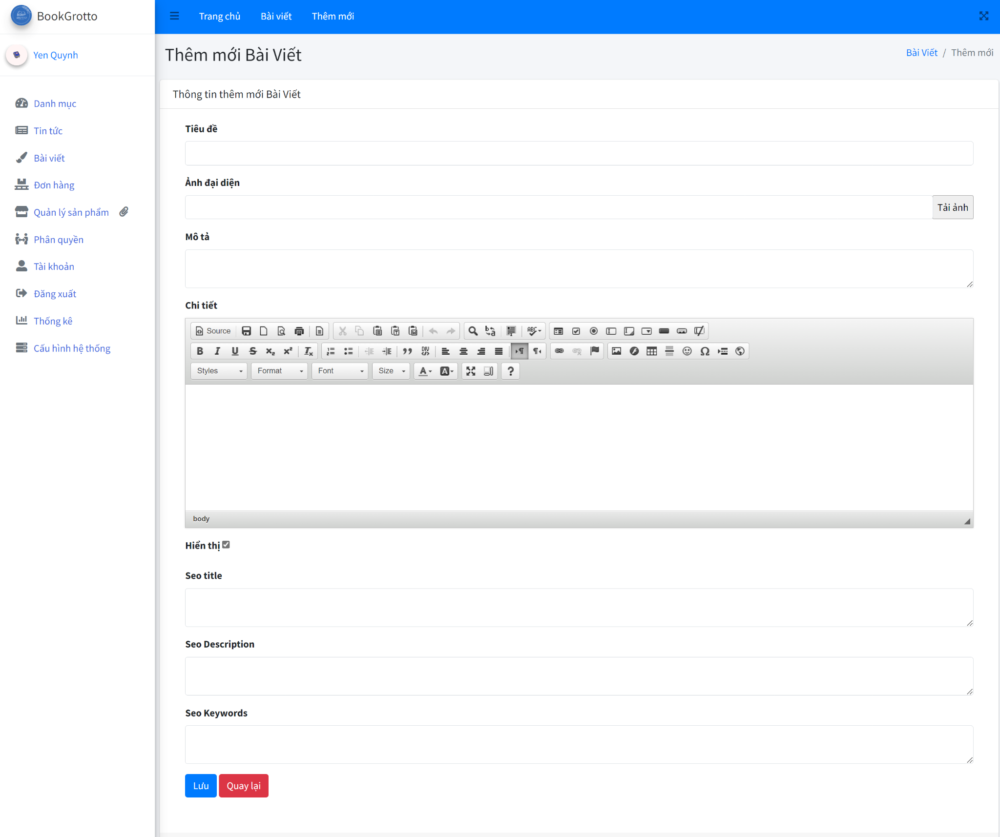 BookGrotto
Trang chủ Bài viết Thêm mới
Yen Quynh
Danh mục
Tin tức
Bài viết
Đơn hàng
Quản lý sản phẩm
Phân quyền
Tài khoản
Đăng xuất
Thống kê
Cấu hình hệ thống
Thêm mới Bài Viết
Bài Viết / Thêm mới
Thông tin thêm mới Bài Viết
Tiêu đề
Ảnh đại diện
Tải ảnh
Mô tả
Chi tiết
Source
Styles Format Font Size
body
Hiển thị
Seo title
Seo Description
Seo Keywords
Lưu Quay lại